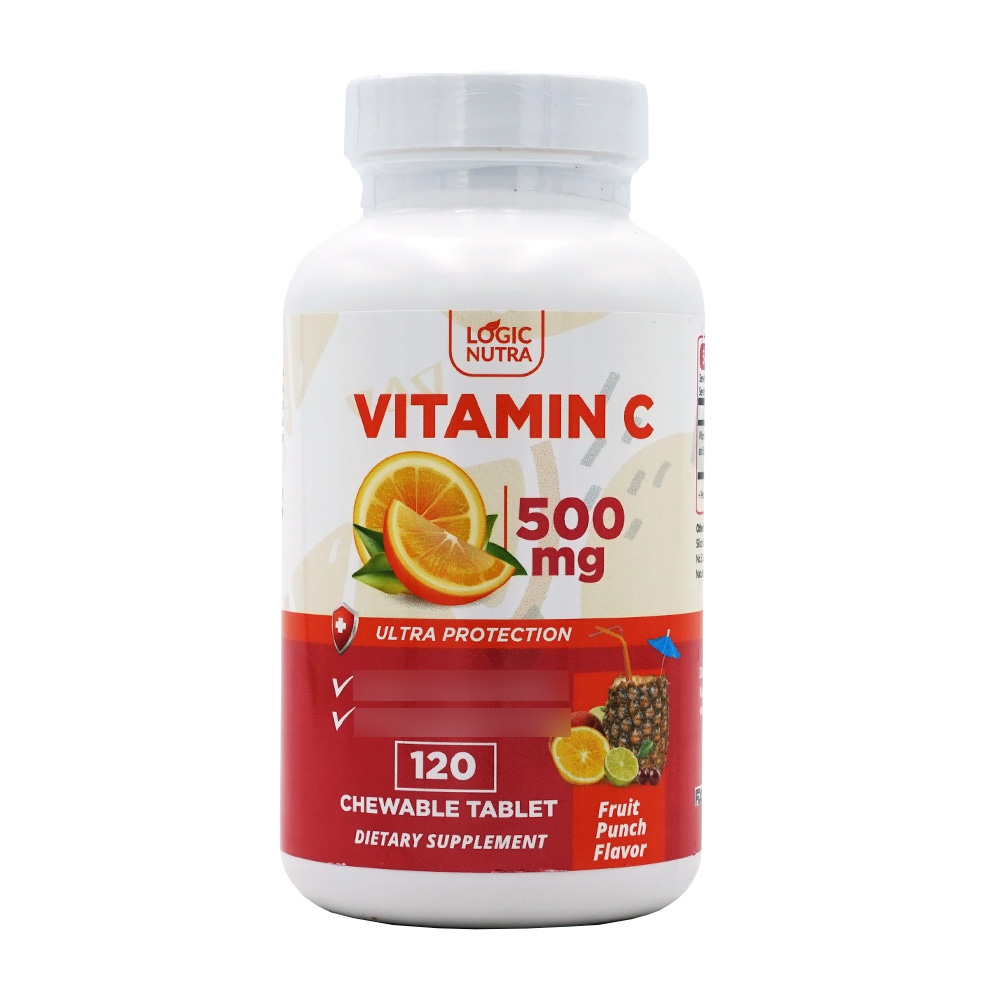 LOGIC
NUTRA
VITAMIN C
500
mg
ULTRA PROTECTION
120
CHEWABLE TABLET
DIETARY SUPPLEMENT
Fruit
Punch
Flavor